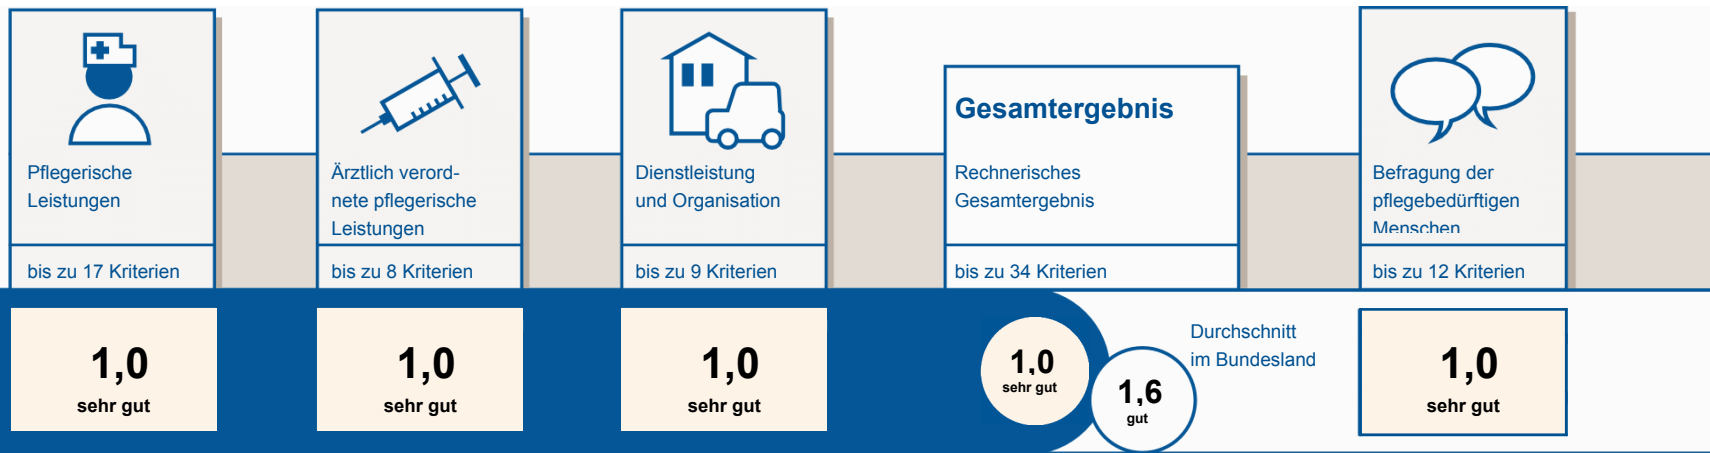 Pflegerische
Leistungen
bis zu 17 Kriterien
1,0
sehr gut
Ärztlich verord-
nete pflegerische
Leistungen
bis zu 8 Kriterien
1,0
sehr gut
Dienstleistung
und Organisation
bis zu 9 Kriterien
1,0
sehr gut
Gesamtergebnis
Rechnerisches
Gesamtergebnis
bis zu 34 Kriterien
1,0
sehr gut
1,6
gut
Durchschnitt
im Bundesland
Befragung der
pflegebedürftigen
Menschen
bis zu 12 Kriterien
1,0
sehr gut